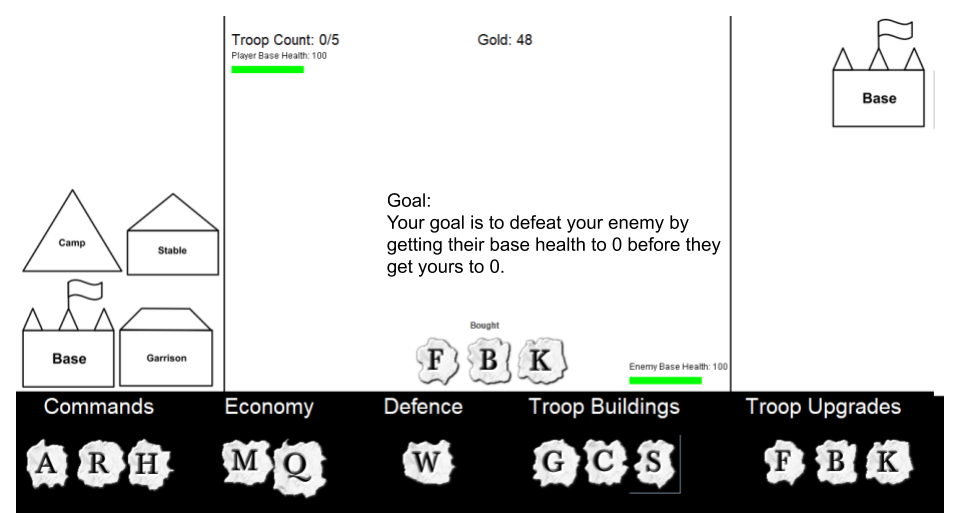 Troop Count: 0/5
Gold: 48
Player Base Health: 100
Base
Goal:
Your goal is to defeat your enemy by
getting their base health to 0 before they
get yours to 0.
Camp
Stable
Bought
F B K
Base
Garrison
Enemy Base Health: 100
Commands
Economy
Defence
Troop Buildings
Troop Upgrades
A R H
M Q
W
G C S
F B K